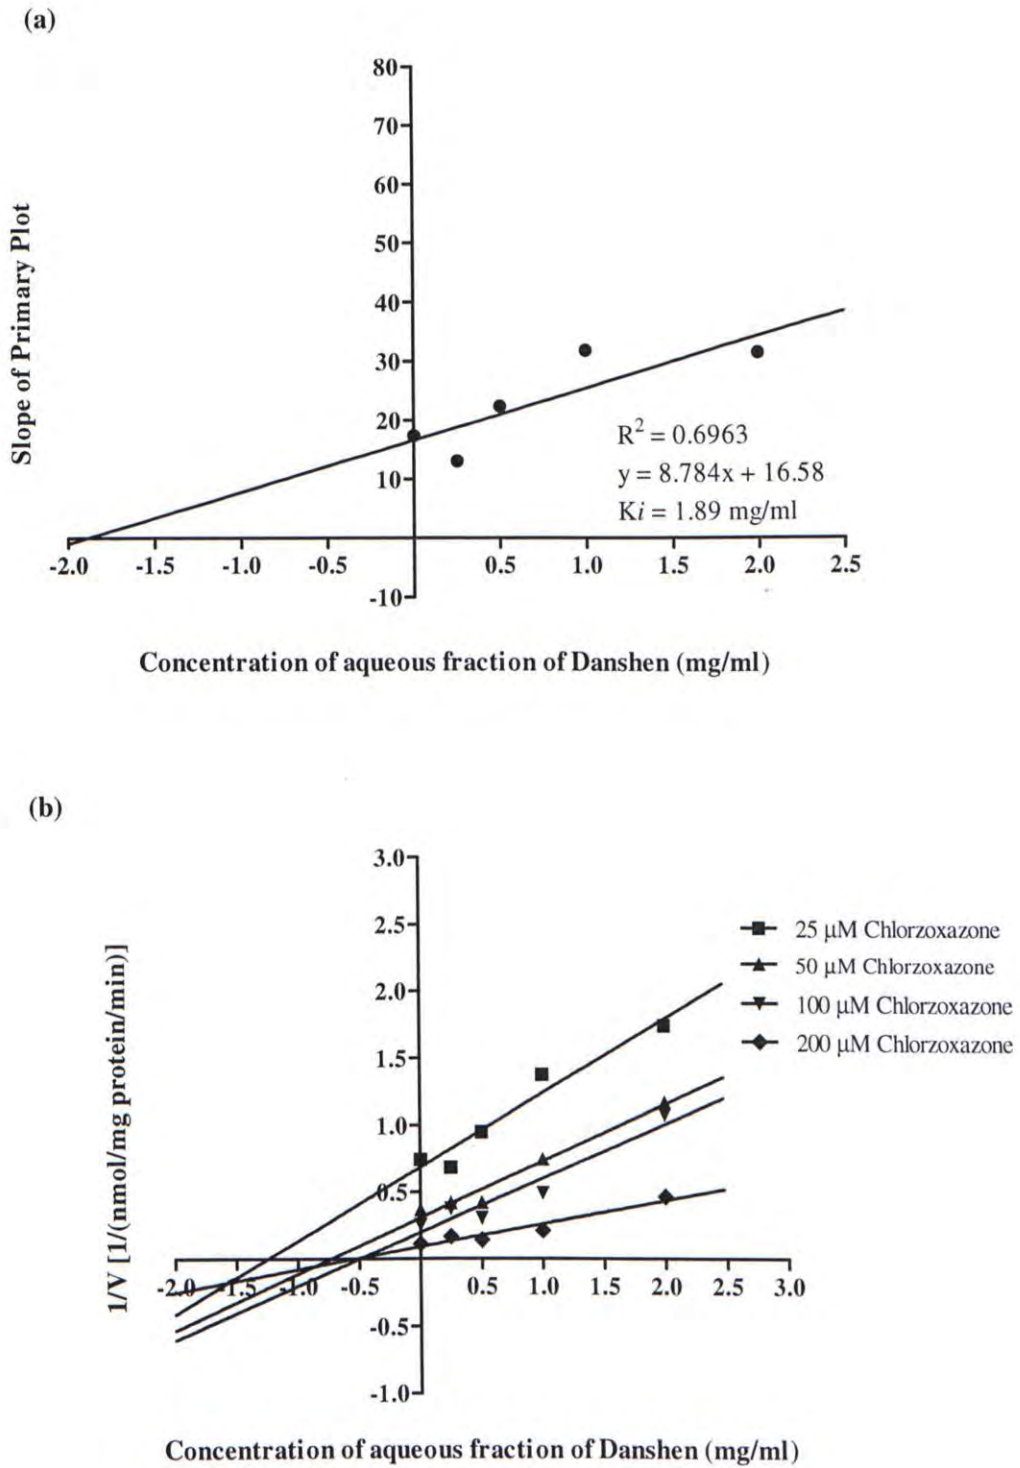 (a)
80
70
60
50
40
30
20
10
-10
-2.0 -1.5 -1.0 -0.5 0.5 1.0 1.5 2.0 2.5
Slope of Primary Plot
R² = 0.6963
y = 8.784x + 16.58
Ki = 1.89 mg/ml
Concentration of aqueous fraction of Danshen (mg/ml)
(b)
3.0
2.5
2.0
1.5
1.0
0.5
-0.5
-1.0
-2.0 -1.5 -1.0 -0.5 0.5 1.0 1.5 2.0 2.5 3.0
1/V [1/(nmol/mg protein/min)]
25 μM Chlorzoxazone
50 μM Chlorzoxazone
100 μM Chlorzoxazone
200 μM Chlorzoxazone
Concentration of aqueous fraction of Danshen (mg/ml)